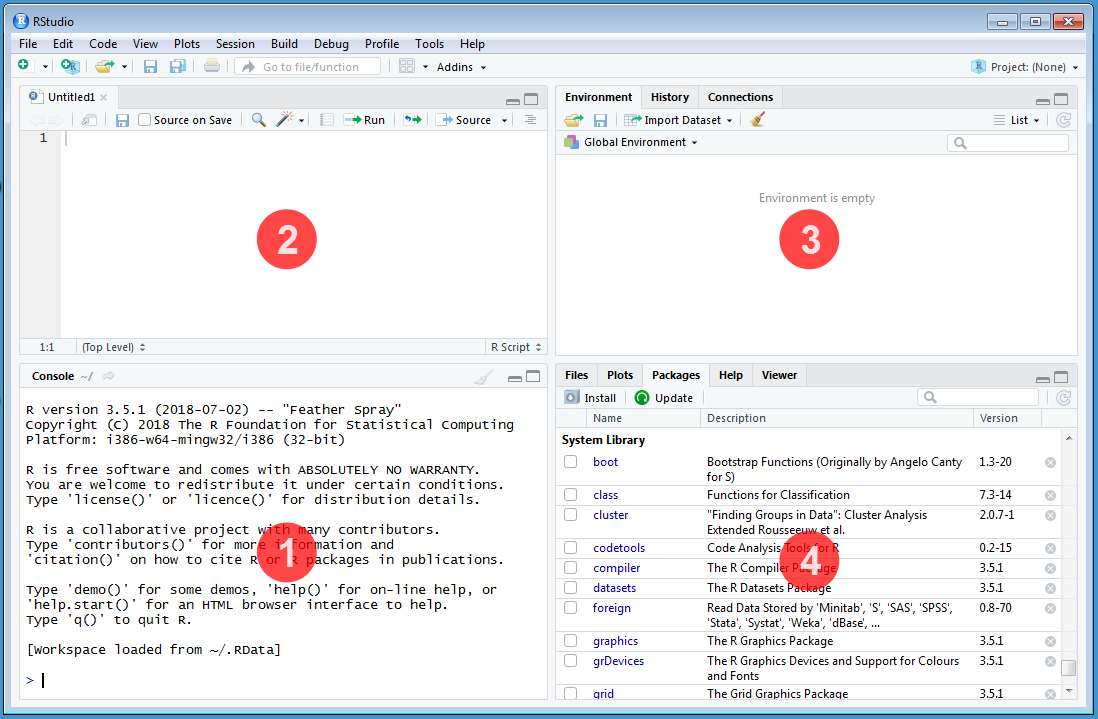 RStudio
File Edit Code View Plots Session Build Debug Profile Tools Help
Go to file/function Addins Project: (None)
Untitled1
Source on Save Run Source
1
2
1:1 (Top Level) R Script
Environment History Connections
Import Dataset List
Global Environment
Environment is empty
3
Console ~/
R version 3.5.1 (2018-07-02) -- "Feather Spray"
Copyright (C) 2018 The R Foundation for Statistical Computing
Platform: i386-w64-mingw32/i386 (32-bit)
R is free software and comes with ABSOLUTELY NO WARRANTY.
You are welcome to redistribute it under certain conditions.
Type 'license()' or 'licence()' for distribution details.
R is a collaborative project with many contributors.
Type 'contributors()' for more information and
'citation()' on how to cite R or R packages in publications.
1
Type 'demo()' for some demos, 'help()' for on-line help, or
'help.start()' for an HTML browser interface to help.
Type 'q()' to quit R.
[Workspace loaded from ~/.RData]
>
Files Plots Packages Help Viewer
Install Update
Name Description Version
System Library
boot Bootstrap Functions (Originally by Angelo Canty 1.3-20
for S)
class Functions for Classification 7.3-14
cluster "Finding Groups in Data": Cluster Analysis 2.0.7-1
Extended Rousseeuw et al.
codetools Code Analysis Tools for R 0.2-15
4
compiler The R Compiler Package 3.5.1
datasets The R Datasets Package 3.5.1
foreign Read Data Stored by 'Minitab', 'S', 'SAS', 'SPSS', 0.8-70
'Stata', 'Systat', 'Weka', 'dBase', ...
graphics The R Graphics Package 3.5.1
grDevices The R Graphics Devices and Support for Colours 3.5.1
and Fonts
grid The Grid Graphics Package 3.5.1